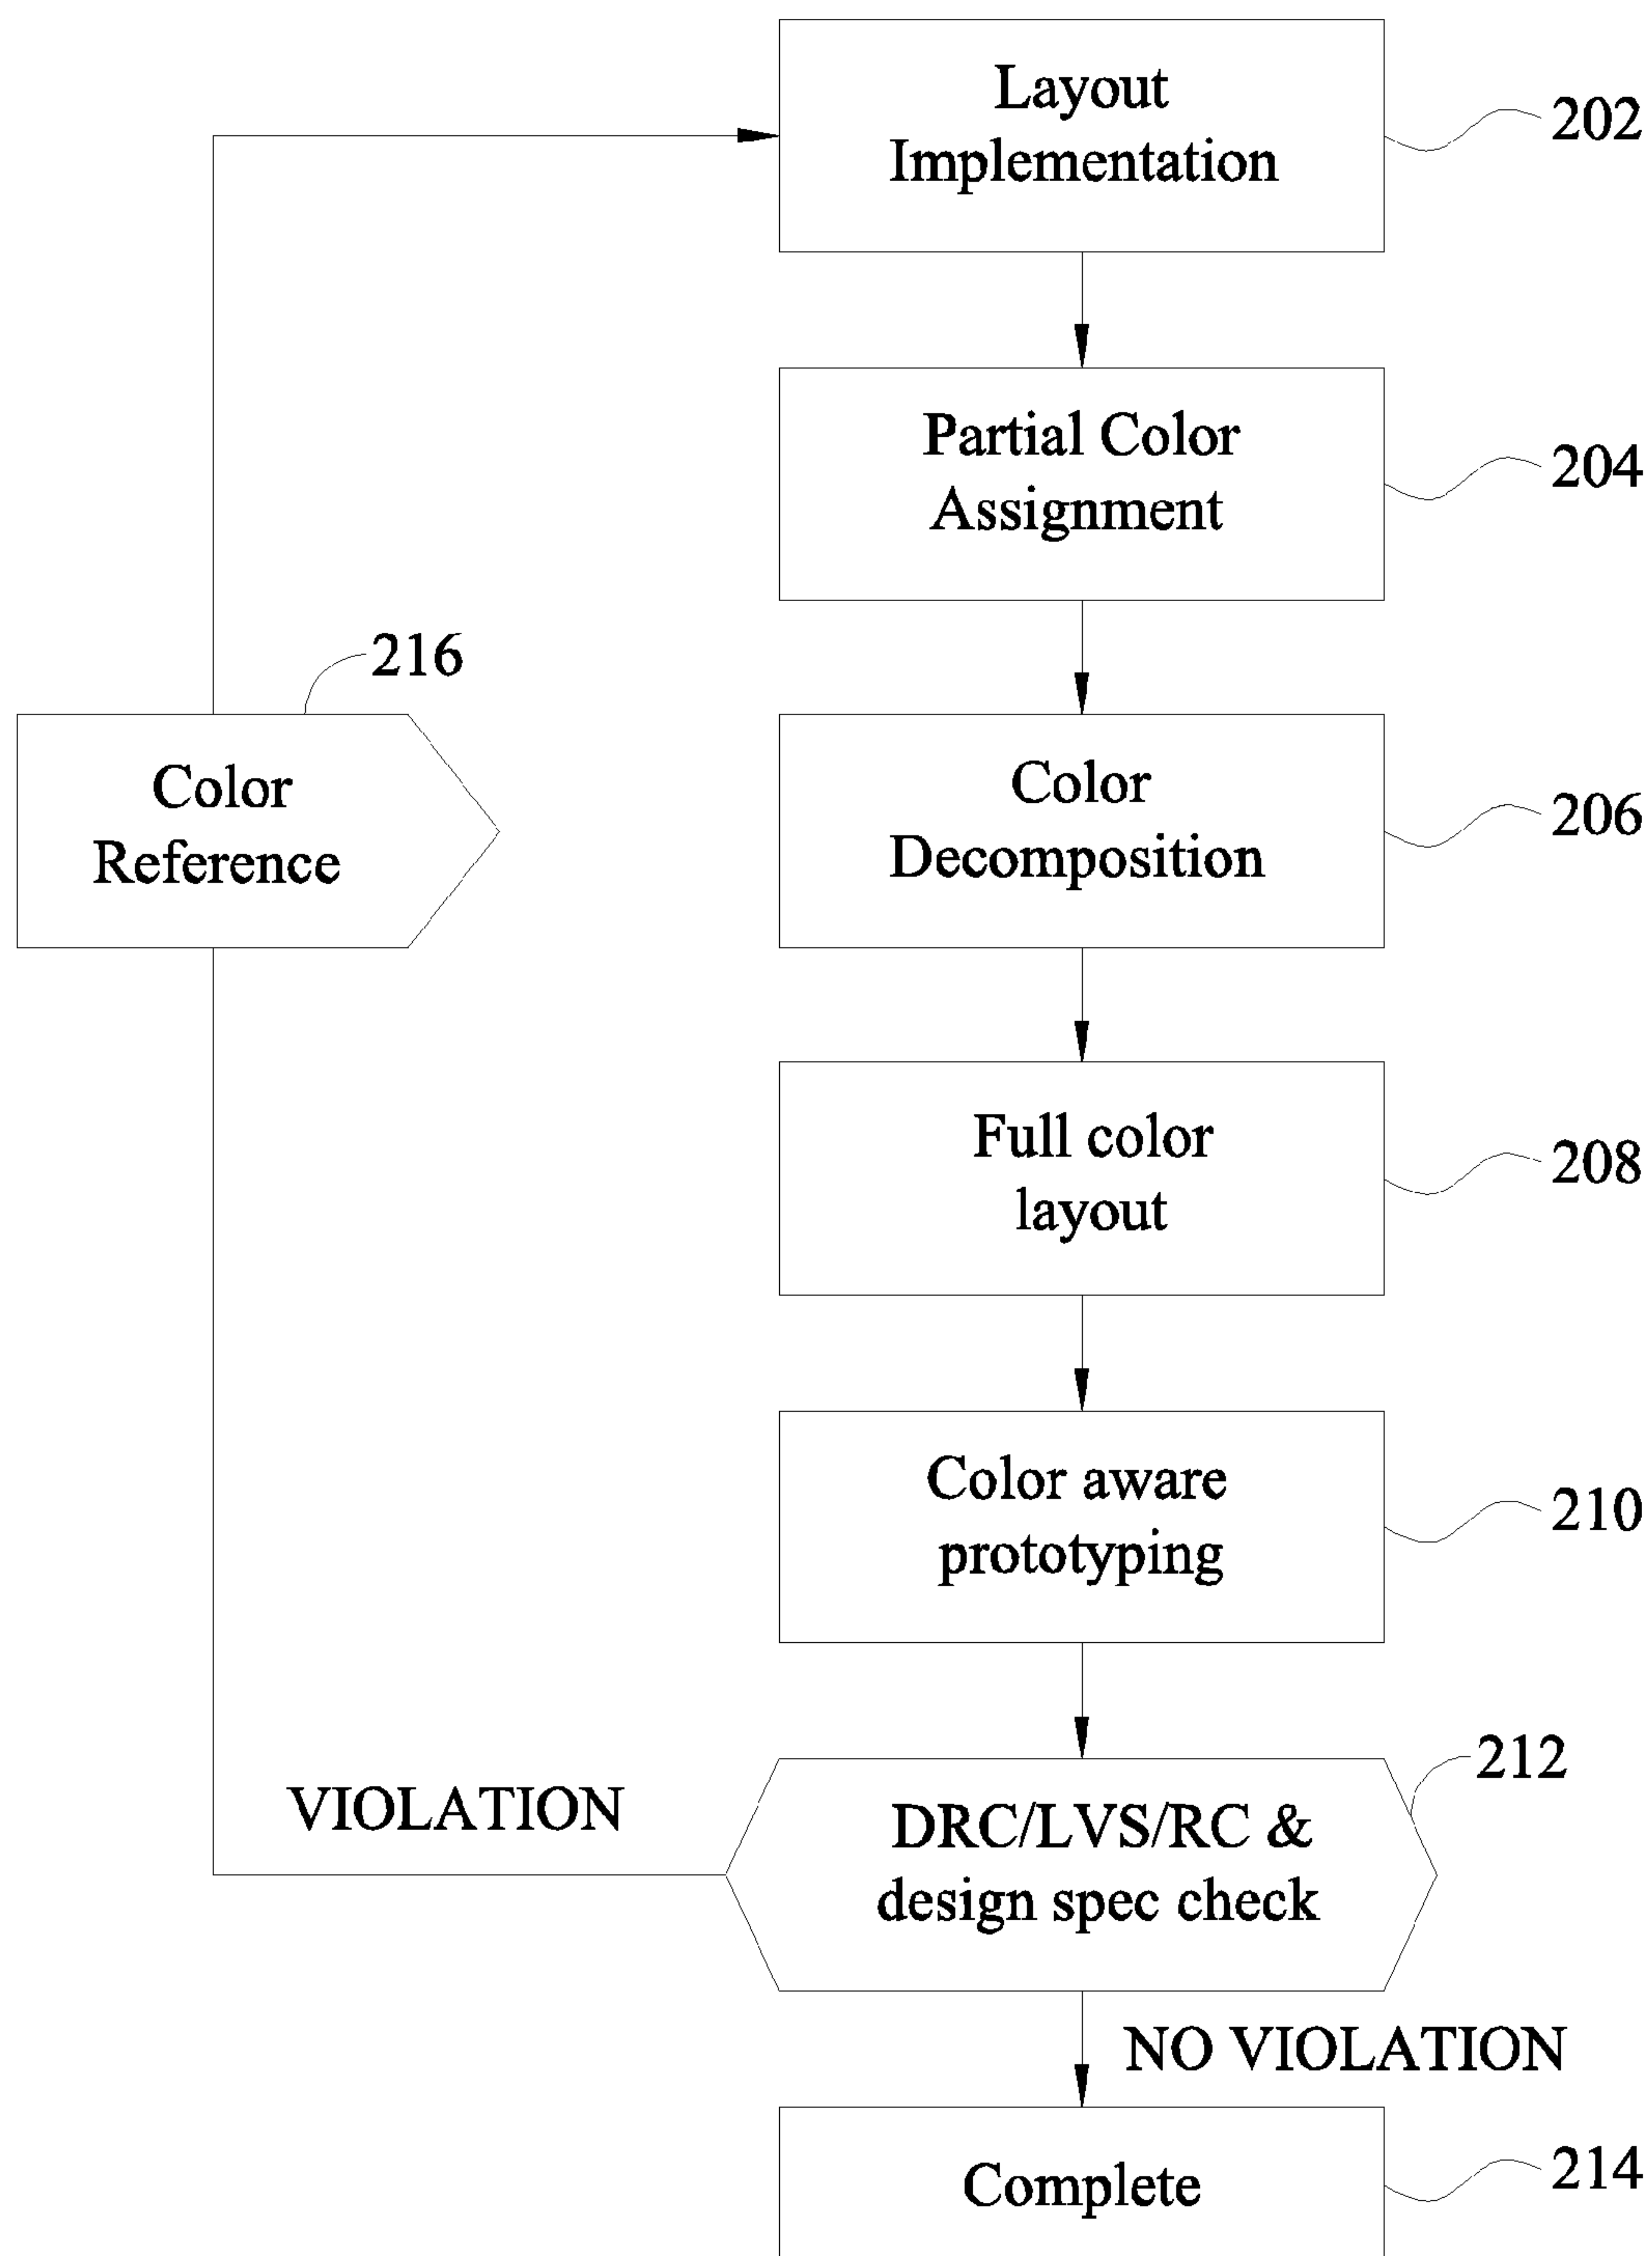 Layout
Implementation
202
Partial Color
Assignment
204
216
Color
Reference
Color
Decomposition
206
Full color
layout
208
Color aware
prototyping
210
212
VIOLATION
DRC/LVS/RC &
design spec check
NO VIOLATION
Complete
214